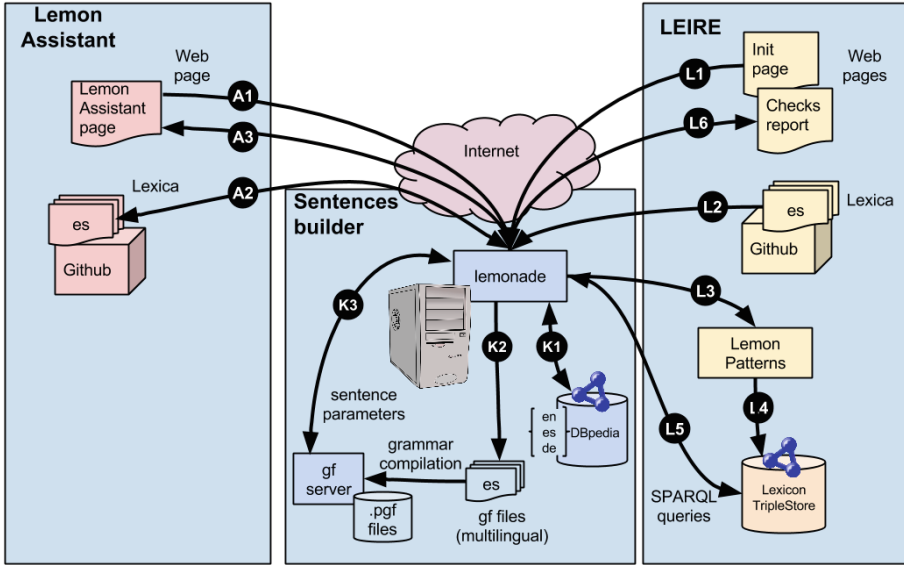 Lemon
Assistant
Web
page
Lemon
Assistant
page
A1
A3
Lexica
A2
es
Github
Internet
Sentences
builder
lemonade
K3
K2
K1
sentence
parameters
en
es
de
DBpedia
grammar
compilation
gf
server
es
.pgf
files
gf files
(multilingual)
LEIRE
Init
page
Web
pages
L1
Checks
report
L6
L2
es
Lexica
Github
L3
Lemon
Patterns
L4
L5
SPARQL
queries
Lexicon
TripleStore